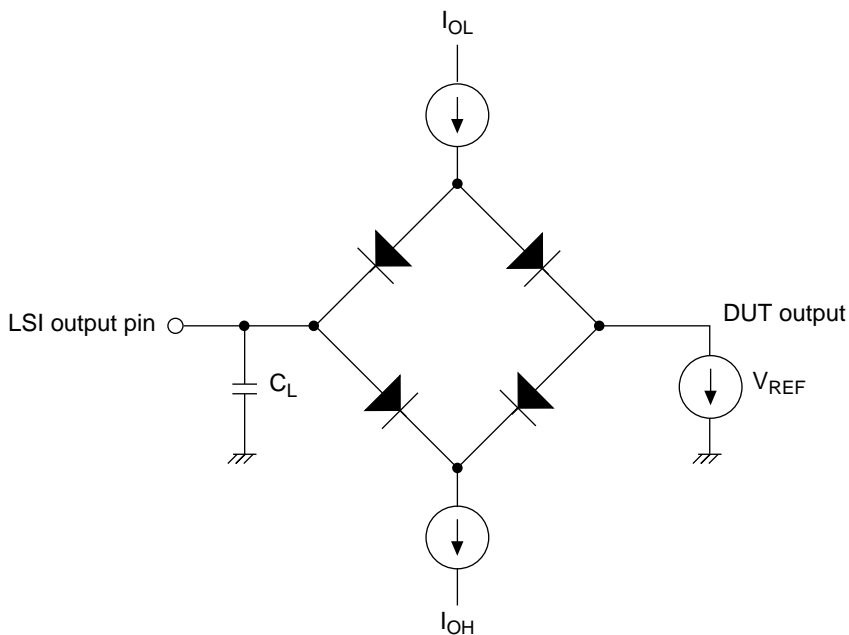 I_OL
LSI output pin
DUT output
C_L
V_REF
I_OH